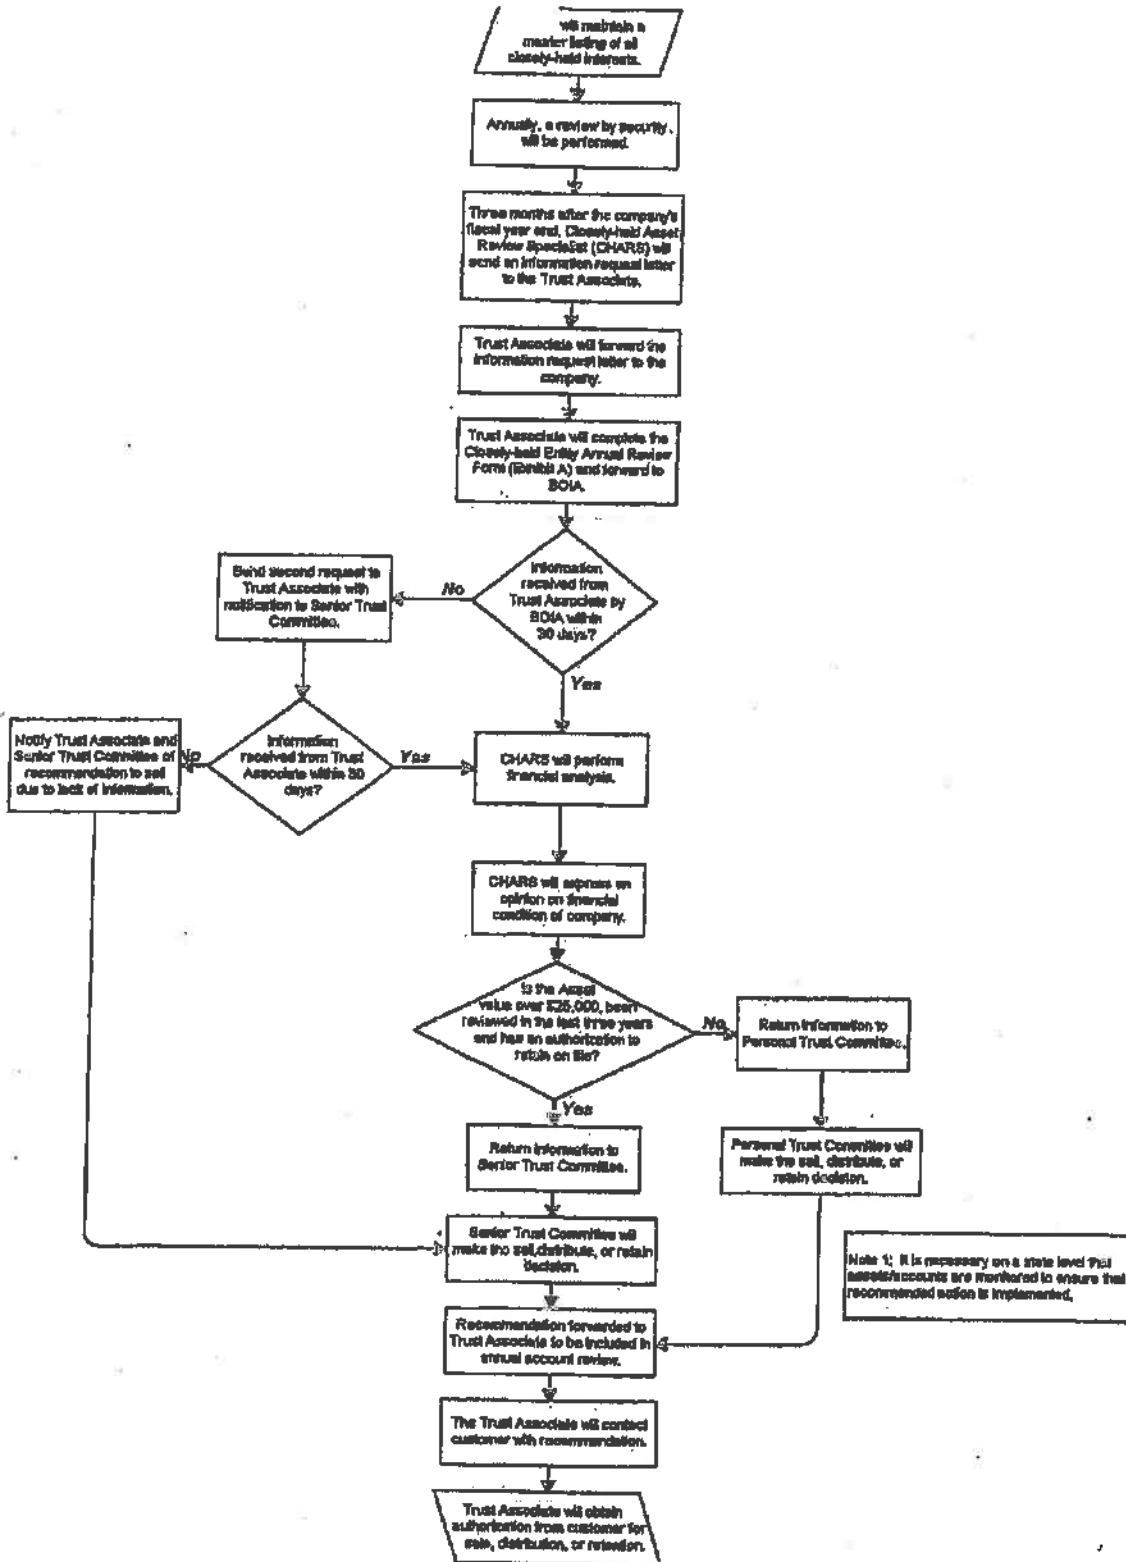 will maintain a
master listing of all
closely-held interests.
Annually, a review by security,
will be performed.
Three months after the company's
fiscal year end, Closely-held Asset
Review Specialist (CHARS) will
send an information request letter
to the Trust Associate.
Trust Associate will forward the
information request letter to the
company.
Trust Associate will complete the
Closely-held Entity Annual Review
Form (Exhibit A) and forward to
BOIA.
Information
received from
Trust Associate by
BOIA within
30 days?
No
Send second request to
Trust Associate with
notification to Senior Trust
Committee.
Yes
Notify Trust Associate and
Senior Trust Committee of
recommendation to sell
due to lack of information.
No
Information
received from Trust
Associate within 30
days?
Yes
CHARS will perform
financial analysis.
CHARS will express an
opinion on financial
condition of company.
Is the Asset
value over $25,000, been
reviewed in the last three years
and has an authorization to
retain on file?
No
Return information to
Personal Trust Committee.
Yes
Return information to
Senior Trust Committee.
Personal Trust Committee will
make the sell, distribute, or
retain decision.
Senior Trust Committee will
make the sell,distribute, or retain
decision.
Note 1: It is necessary on a state level that
assets/accounts are monitored to ensure that
recommended action is implemented.
Recommendation forwarded to
Trust Associate to be included in
annual account review.
The Trust Associate will contact
customer with recommendation.
Trust Associate will obtain
authorization from customer for
sale, distribution, or retention.